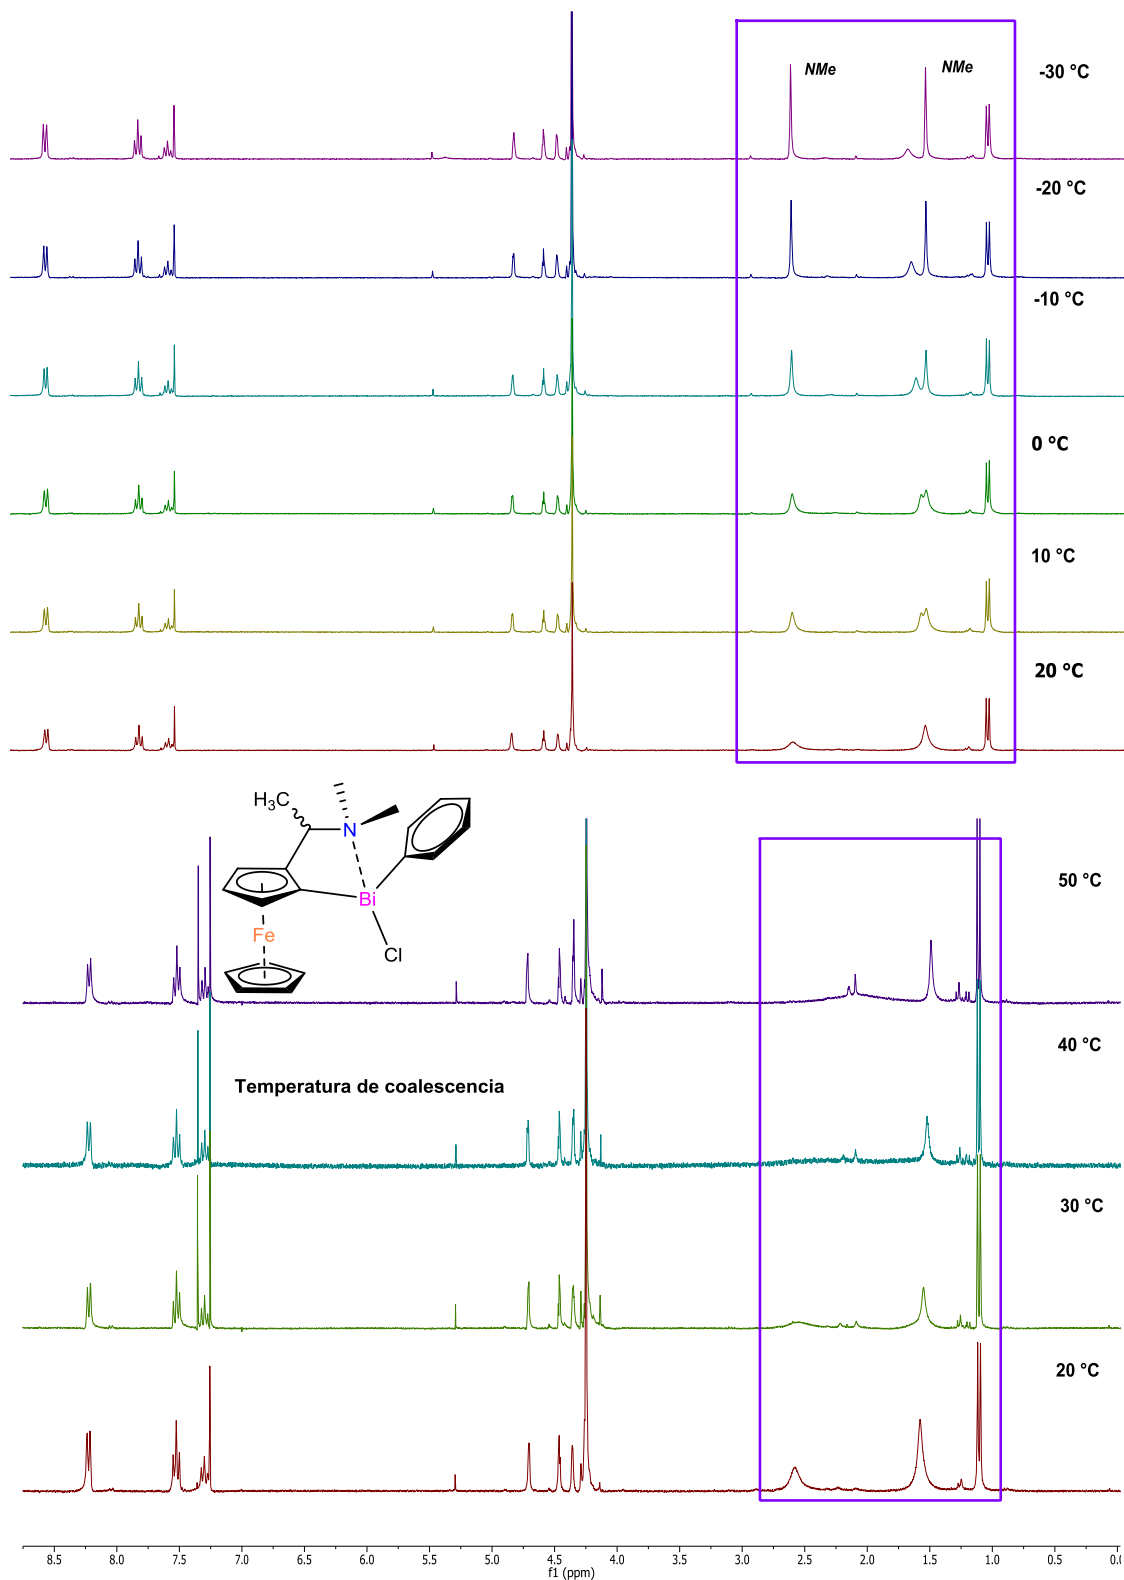 NMe
NMe
-30 °C
-20 °C
-10 °C
0 °C
10 °C
20 °C
H₃C
N
Bi
Fe
Cl
50 °C
40 °C
Temperatura de coalescencia
30 °C
20 °C
8.5 8.0 7.5 7.0 6.5 6.0 5.5 5.0 4.5 4.0 3.5 3.0 2.5 2.0 1.5 1.0 0.5 0.0
f1 (ppm)